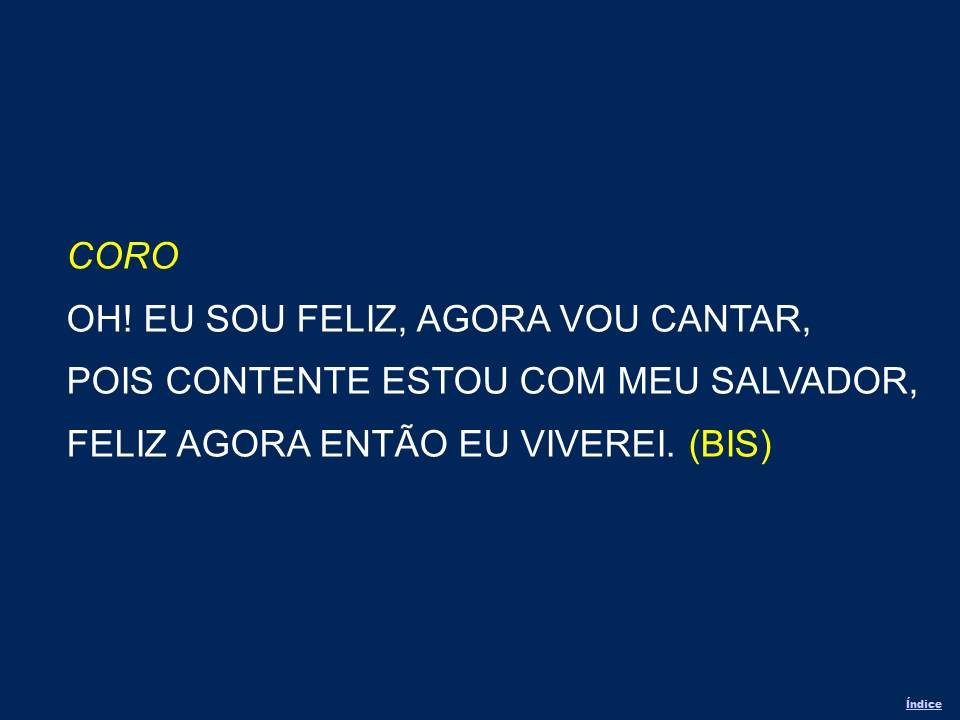 CORO
OH! EU SOU FELIZ, AGORA VOU CANTAR,
POIS CONTENTE ESTOU COM MEU SALVADOR,
FELIZ AGORA ENTÃO EU VIVEREI. (BIS)
Índice